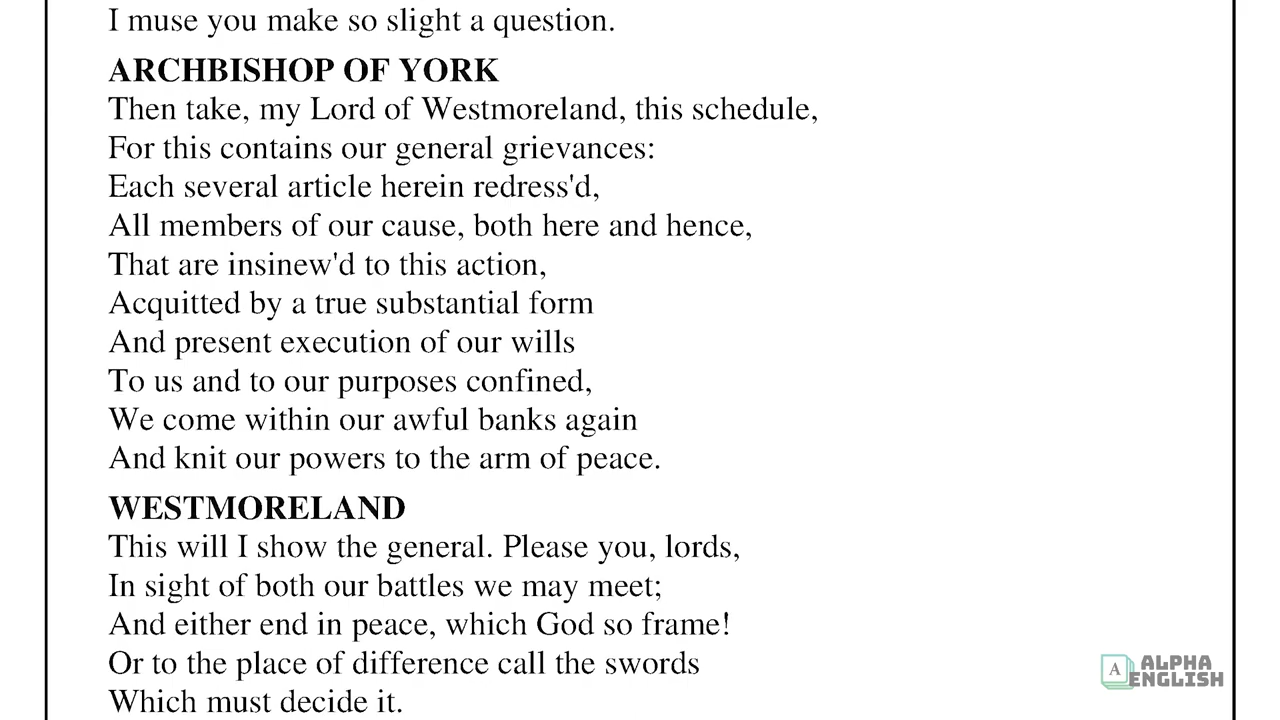 I muse you make so slight a question.
ARCHBISHOP OF YORK
Then take, my Lord of Westmoreland, this schedule,
For this contains our general grievances:
Each several article herein redress'd,
All members of our cause, both here and hence,
That are insinew'd to this action,
Acquitted by a true substantial form
And present execution of our wills
To us and to our purposes confined,
We come within our awful banks again
And knit our powers to the arm of peace.
WESTMORELAND
This will I show the general. Please you, lords,
In sight of both our battles we may meet;
And either end in peace, which God so frame!
Or to the place of difference call the swords
Which must decide it.
A ALPHA
ENGLISH